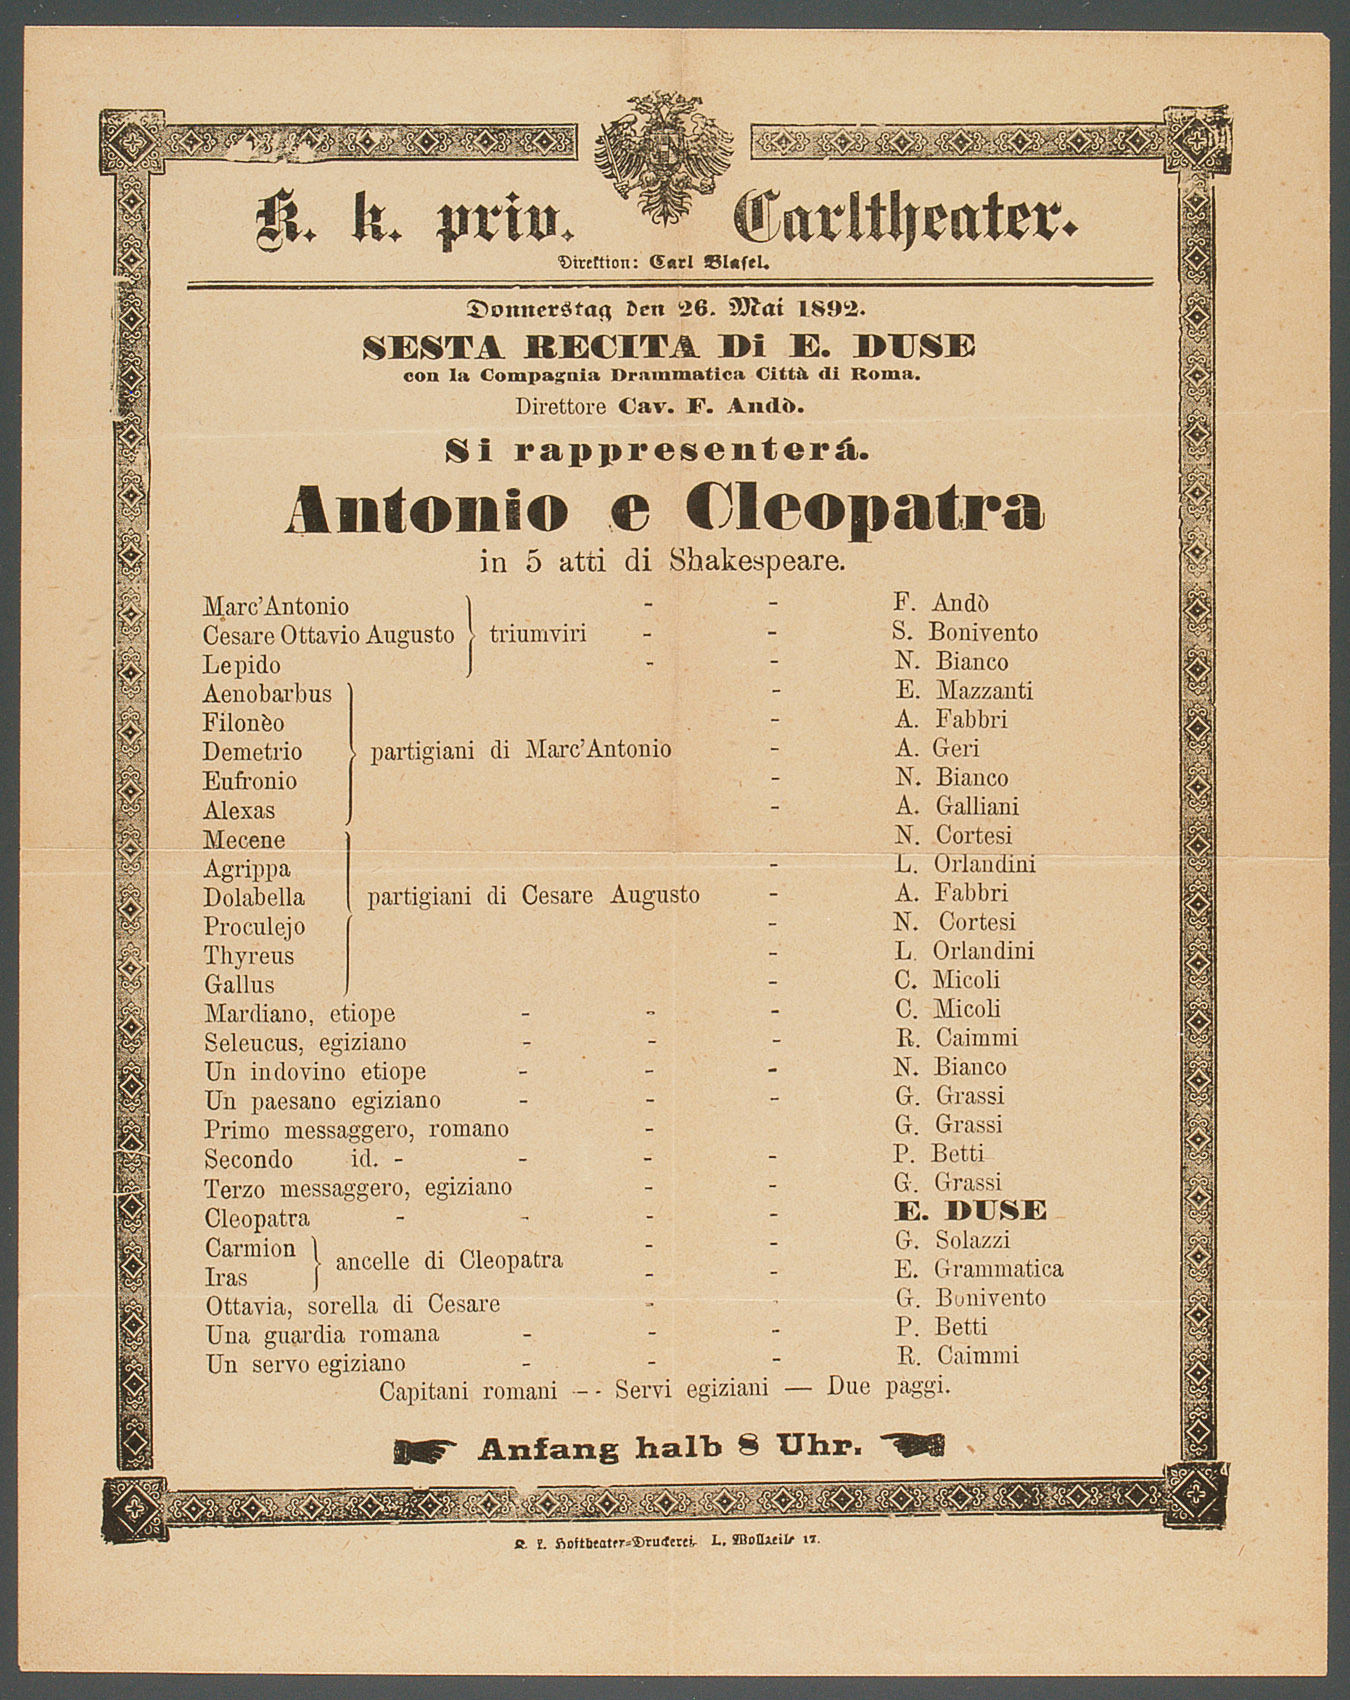 K. k. priv. Carltheater.
Direktion: Carl Blasel.
Donnerstag den 26. Mai 1892.
SESTA RECITA Di E. DUSE
con la Compagnia Drammatica Città di Roma.
Direttore Cav. F. Andò.
Si rappresenterá.
Antonio e Cleopatra
in 5 atti di Shakespeare.
Marc'Antonio - - F. Andò
Cesare Ottavio Augusto triumviri - - S. Bonivento
Lepido - - N. Bianco
Aenobarbus - E. Mazzanti
Filonèo - A. Fabbri
Demetrio partigiani di Marc'Antonio - A. Geri
Eufronio - N. Bianco
Alexas - A. Galliani
Mecene N. Cortesi
Agrippa - L. Orlandini
Dolabella partigiani di Cesare Augusto - A. Fabbri
Proculejo - N. Cortesi
Thyreus - L. Orlandini
Gallus - C. Micoli
Mardiano, etiope - - - C. Micoli
Seleucus, egiziano - - - R. Caimmi
Un indovino etiope - - - N. Bianco
Un paesano egiziano - - - G. Grassi
Primo messaggero, romano - G. Grassi
Secondo id. - - - - P. Betti
Terzo messaggero, egiziano - - G. Grassi
Cleopatra - - - - E. DUSE
Carmion - - G. Solazzi
ancelle di Cleopatra
Iras - - E. Grammatica
Ottavia, sorella di Cesare - - G. Bonivento
Una guardia romana - - - P. Betti
Un servo egiziano - - - R. Caimmi
Capitani romani -- Servi egiziani — Due paggi.
Anfang halb 8 Uhr.
K. k. Hoftheater-Druckerei, I. Wollzeile 17.